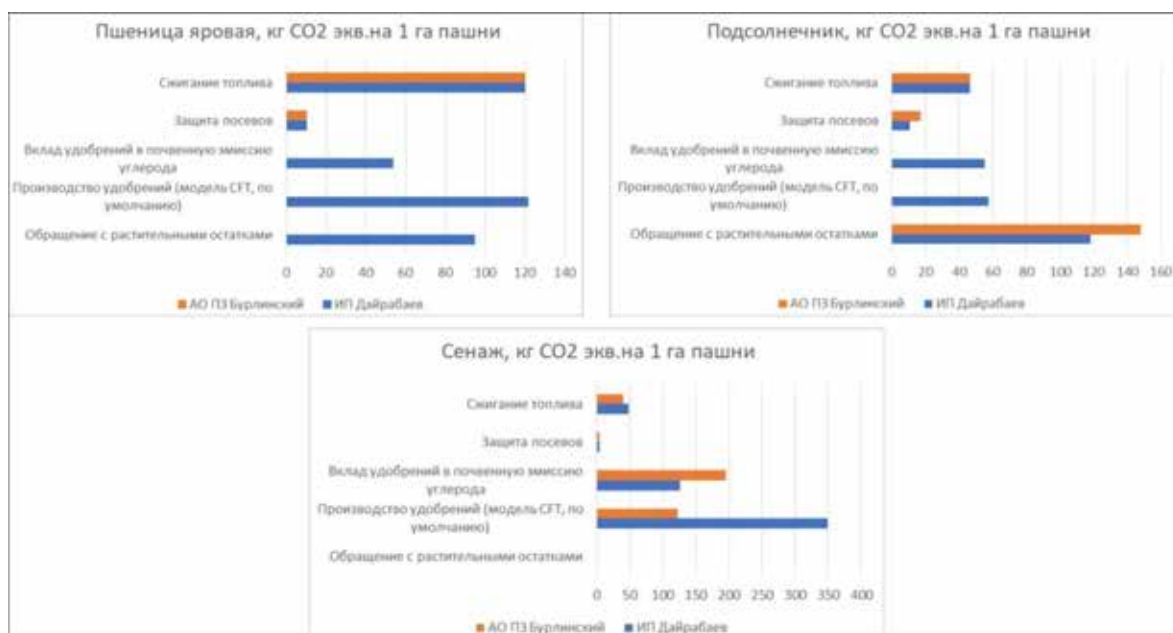 Пшеница яровая, кг CO2 экв.на 1 га пашни
Сжигание топлива
Защита посевов
Вклад удобрений в почвенную эмиссию
углерода
Производство удобрений (модель CFT, по
умолчанию)
Обращение с растительными остатками
0 20 40 60 80 100 120 140
АО ПЗ Бурлинский ИП Дайрабаев
Подсолнечник, кг CO2 экв.на 1 га пашни
Сжигание топлива
Защита посевов
Вклад удобрений в почвенную эмиссию
углерода
Производство удобрений (модель CFT, по
умолчанию)
Обращение с растительными остатками
0 20 40 60 80 100 120 140 160
АО ПЗ Бурлинский ИП Дайрабаев
Сенаж, кг CO2 экв.на 1 га пашни
Сжигание топлива
Защита посевов
Вклад удобрений в почвенную эмиссию
углерода
Производство удобрений (модель CFT, по
умолчанию)
Обращение с растительными остатками
0 50 100 150 200 250 300 350 400
АО ПЗ Бурлинский ИП Дайрабаев